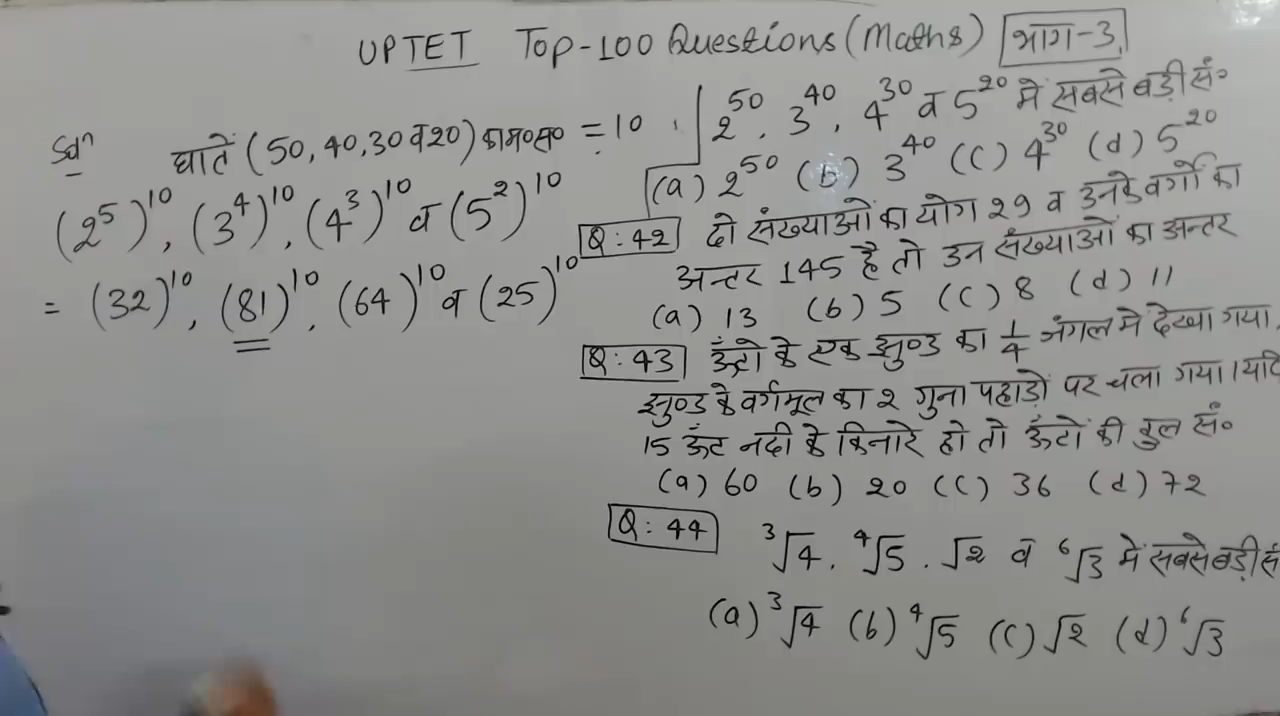 UPTET Top-100 Questions (Maths) भाग-3
Soln घातें (50, 40, 30 व 20) का म०स० = 10
(2^5)^10, (3^4)^10, (4^3)^10 व (5^2)^10
= (32)^10, (81)^10, (64)^10 व (25)^10
2^50, 3^40, 4^30 व 5^20 में सबसे बड़ी सं०
(a) 2^50 (b) 3^40 (c) 4^30 (d) 5^20
Q:42 दो संख्याओं का योग 29 व उनके वर्गों का
अन्तर 145 है तो उन संख्याओं का अन्तर
(a) 13 (b) 5 (c) 8 (d) 11
Q:43 ऊँटो के एक झुण्ड का 1/4 जंगल में देखा गया,
झुण्ड के वर्गमूल का 2 गुना पहाड़ों पर चला गया। यदि
15 ऊँट नदी के किनारे हो तो ऊँटों की कुल सं०
(a) 60 (b) 20 (c) 36 (d) 72
Q:44 ³√4, ⁴√5, √2 व ⁶√3 में सबसे बड़ी सं
(a) ³√4 (b) ⁴√5 (c) √2 (d) ⁶√3